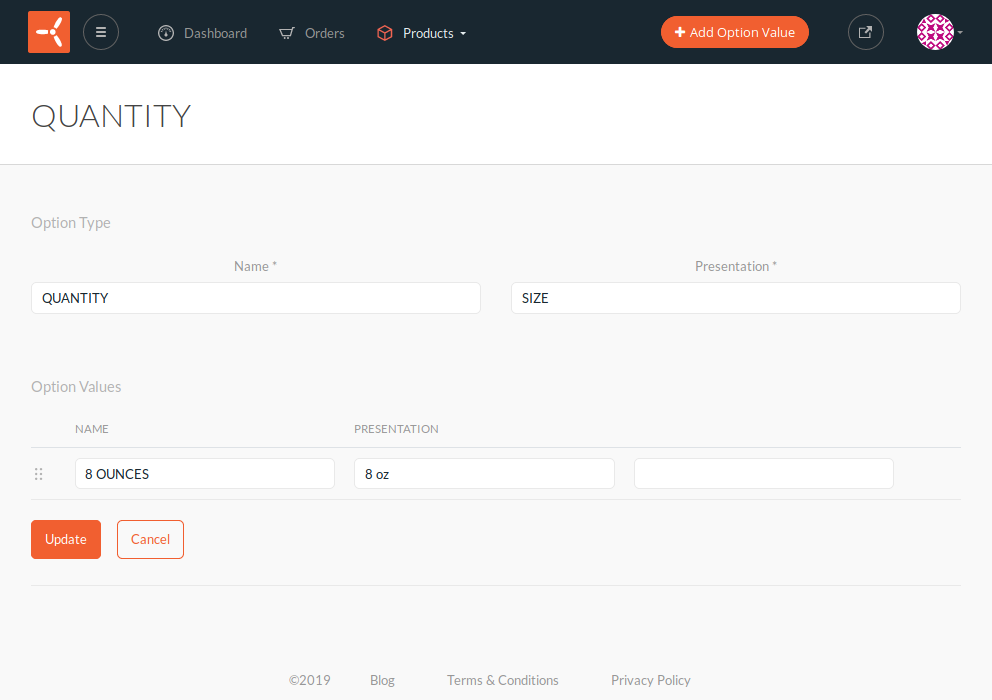 Dashboard Orders Products Add Option Value
QUANTITY
Option Type
Name * Presentation *
QUANTITY SIZE
Option Values
NAME PRESENTATION
8 OUNCES 8 oz
Update Cancel
©2019 Blog Terms & Conditions Privacy Policy